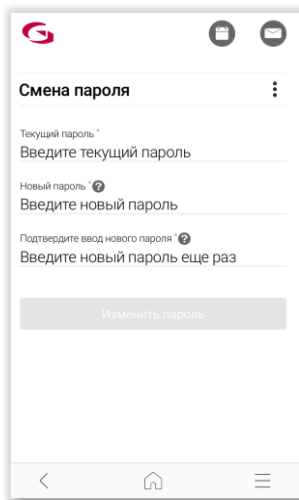 Смена пароля
Текущий пароль *
Введите текущий пароль
Новый пароль *
Введите новый пароль
Подтвердите ввод нового пароля *
Введите новый пароль еще раз
Изменить пароль